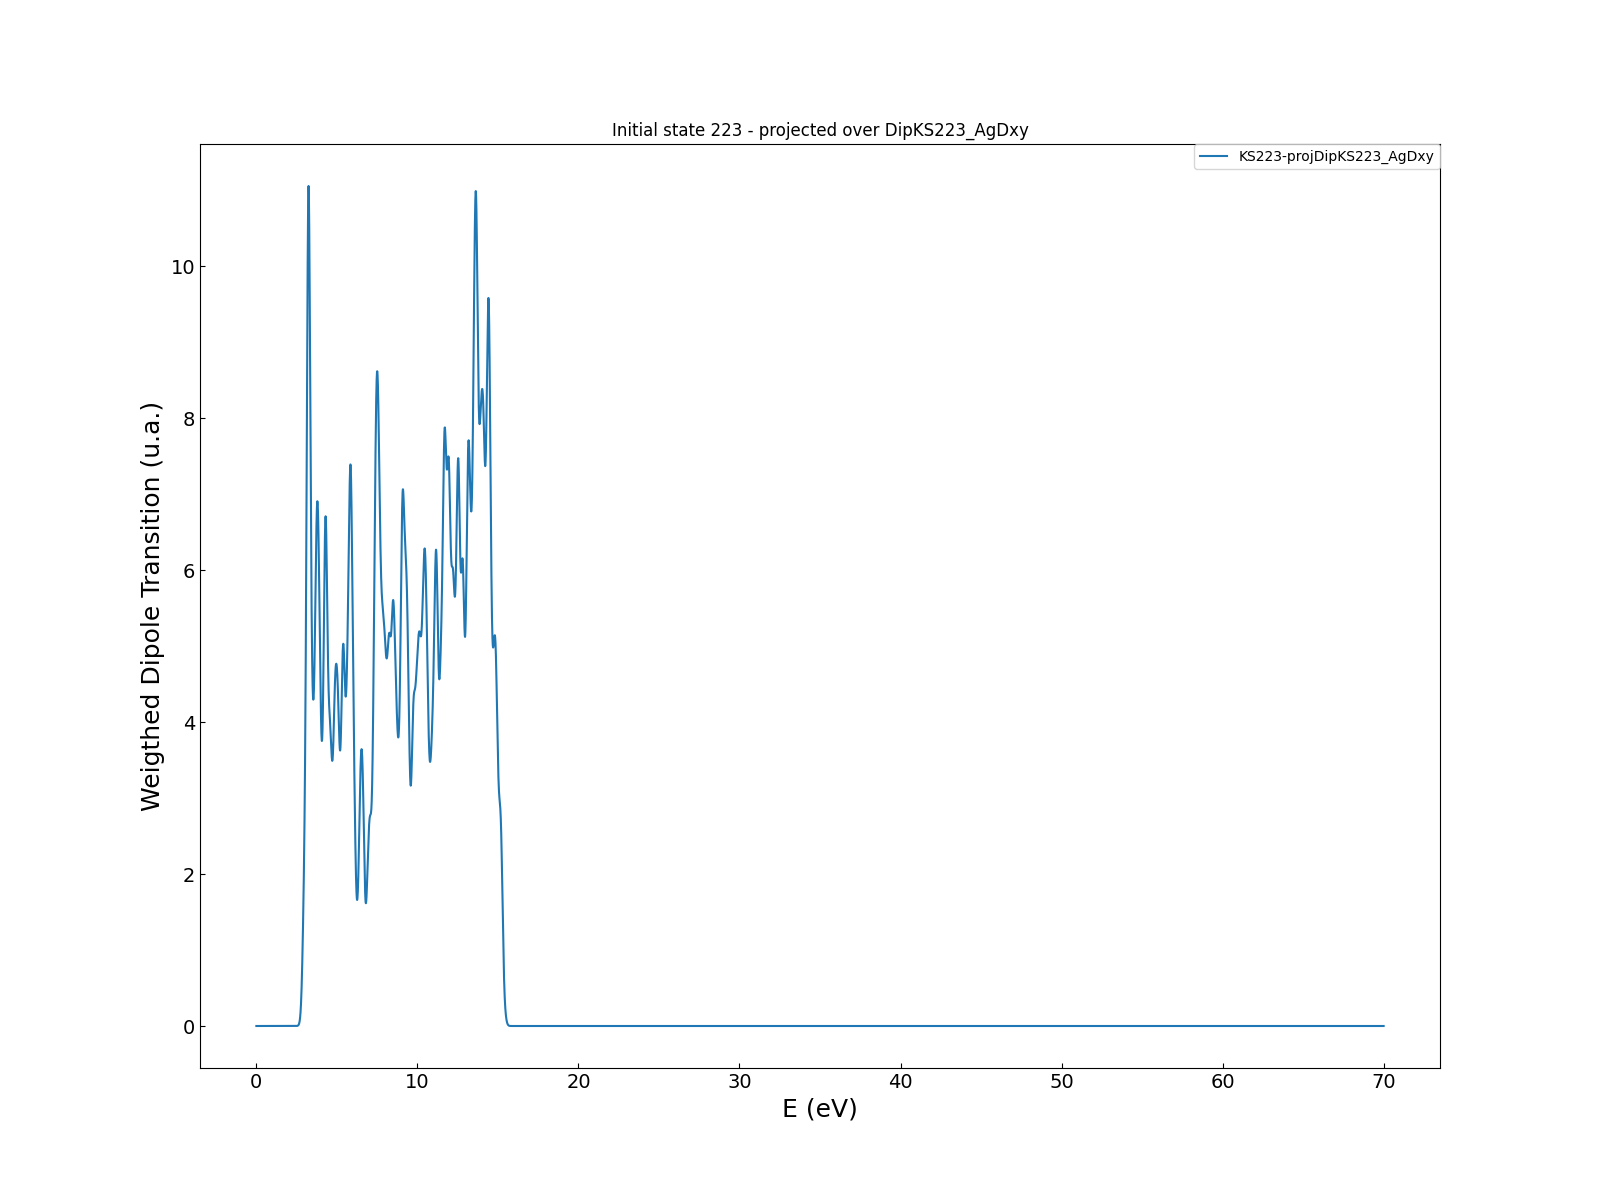 Initial state 223 - projected over DipKS223_AgDxy
KS223-projDipKS223_AgDxy
Weigthed Dipole Transition (u.a.)
10
8
6
4
2
0
0 10 20 30 40 50 60 70
E (eV)